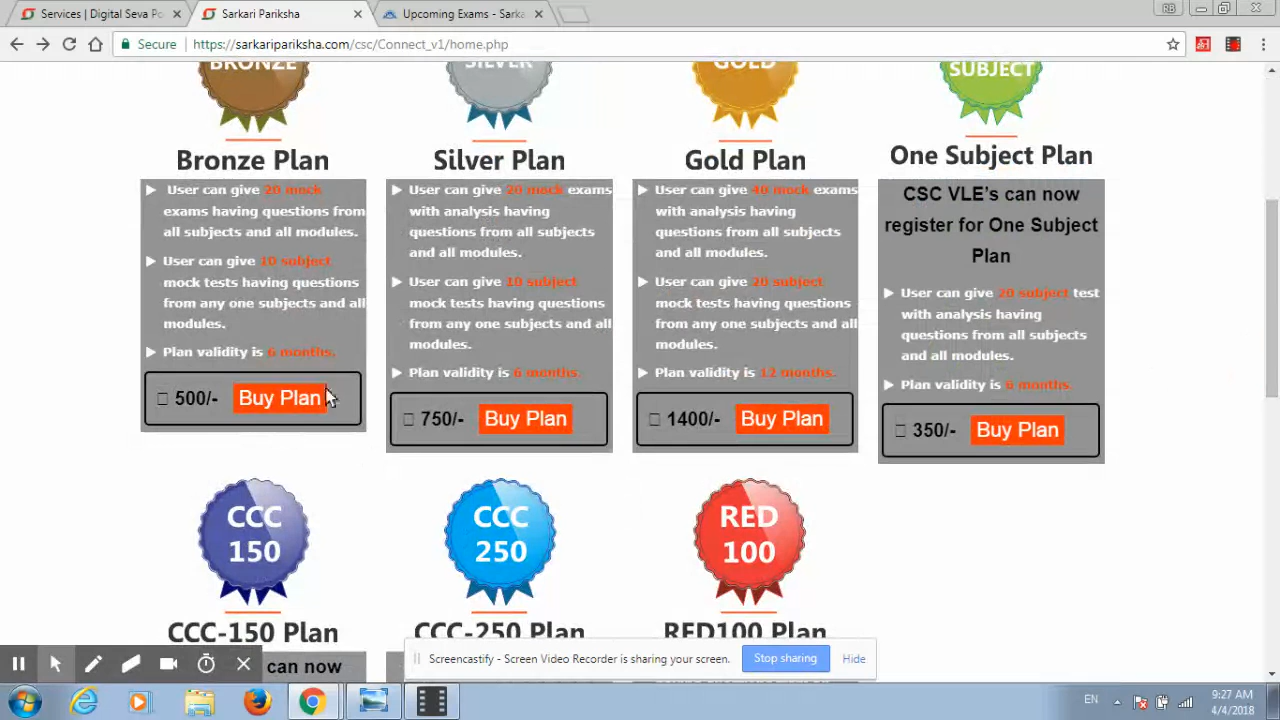 Services | Digital Seva Po
Sarkari Pariksha
Upcoming Exams - Sarka
RB
Secure
https://sarkaripariksha.com/csc/Connect_v1/home.php
BRONZE
SILVER
GOLD
SUBJECT
Bronze Plan
User can give 20 mock
exams having questions from
all subjects and all modules.
User can give 10 subject
mock tests having questions
from any one subjects and all
modules.
Plan validity is 6 months.
500/- Buy Plan
Silver Plan
User can give 20 mock exams
with analysis having
questions from all subjects
and all modules.
User can give 10 subject
mock tests having questions
from any one subjects and all
modules.
Plan validity is 6 months.
750/- Buy Plan
Gold Plan
User can give 40 mock exams
with analysis having
questions from all subjects
and all modules.
User can give 20 subject
mock tests having questions
from any one subjects and all
modules.
Plan validity is 12 months.
1400/- Buy Plan
One Subject Plan
CSC VLE's can now
register for One Subject
Plan
User can give 20 subject test
with analysis having
questions from all subjects
and all modules.
Plan validity is 6 months.
350/- Buy Plan
CCC
150
CCC-150 Plan
can now
CCC
250
CCC-250 Plan
RED
100
RED100 Plan
Screencastify - Screen Video Recorder is sharing your screen.
Stop sharing
Hide
EN
9:27 AM
4/4/2018